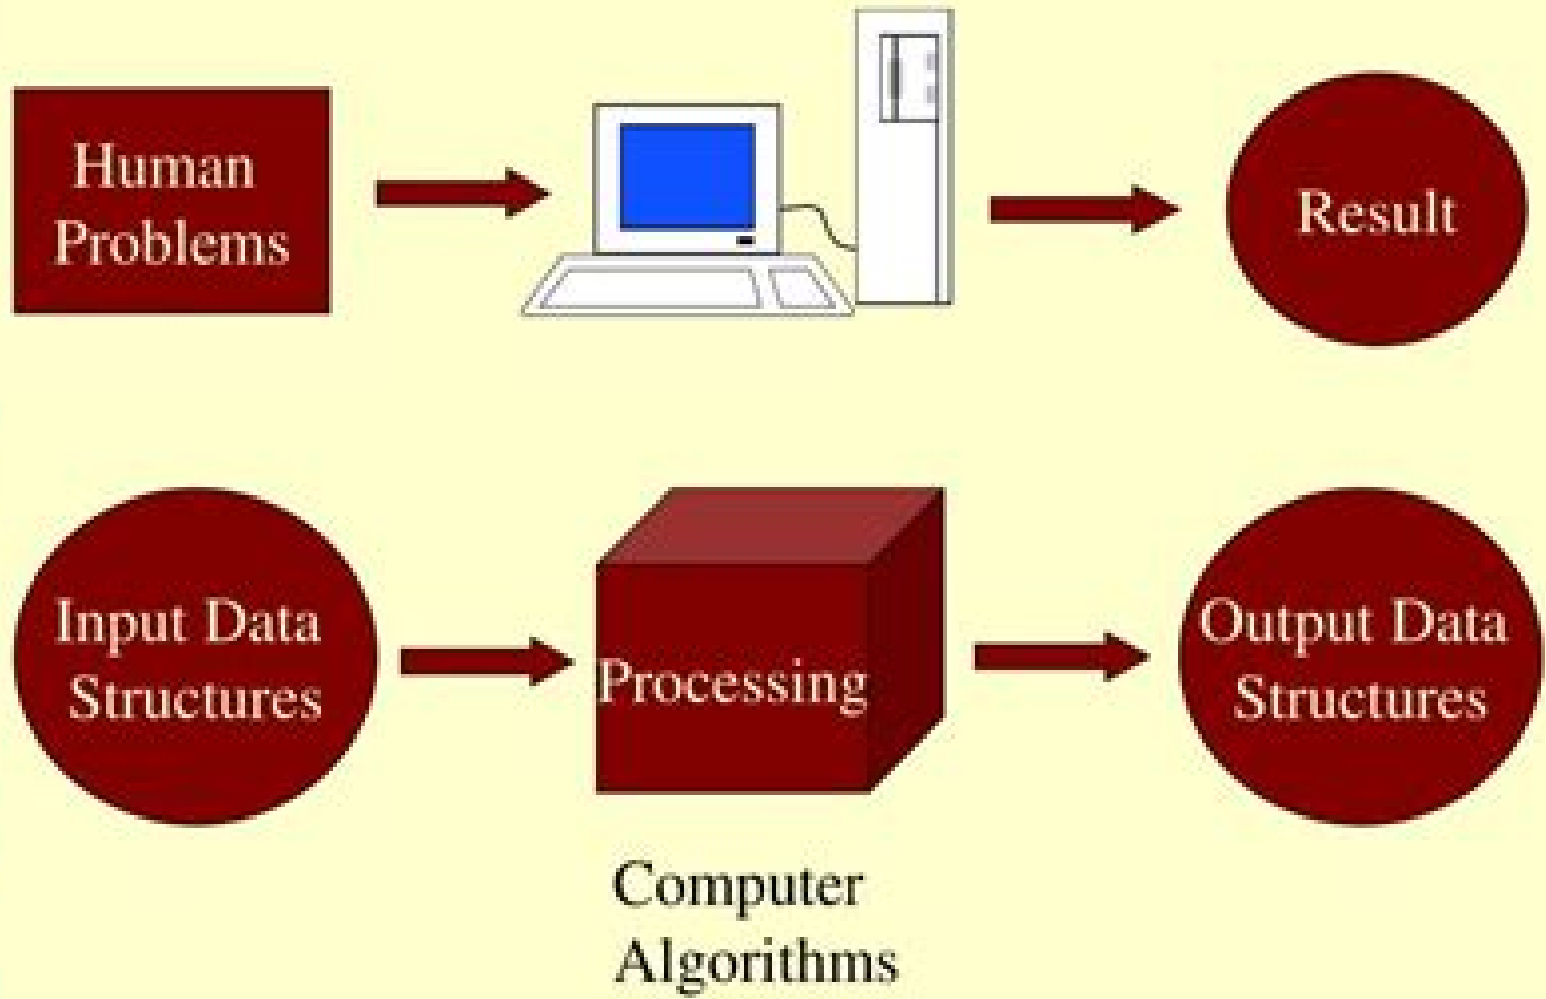 Human
Problems
Result
Input Data
Structures
Processing
Output Data
Structures
Computer
Algorithms